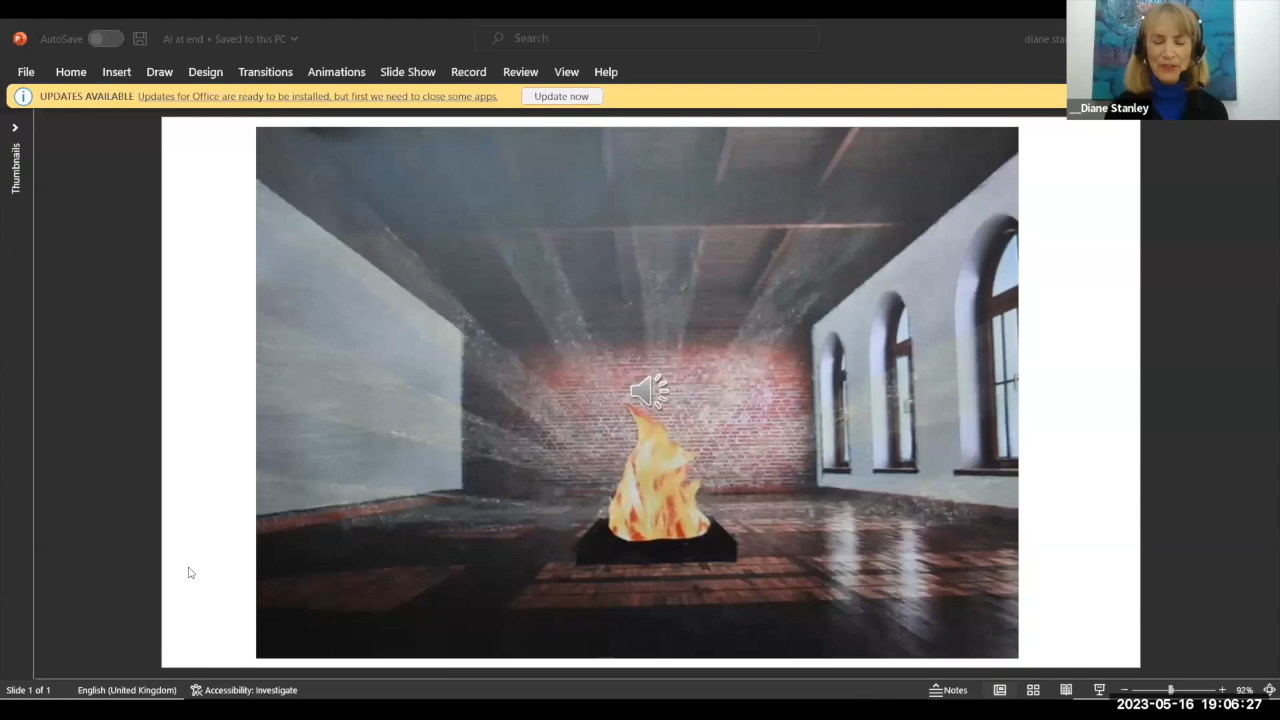 AutoSave
AI at end • Saved to this PC
Search
diane sta
File Home Insert Draw Design Transitions Animations Slide Show Record Review View Help
UPDATES AVAILABLE Updates for Office are ready to be installed, but first we need to close some apps. Update now
__Diane Stanley
Thumbnails
Slide 1 of 1 English (United Kingdom) Accessibility: Investigate Notes 92%
2023-05-16 19:06:27